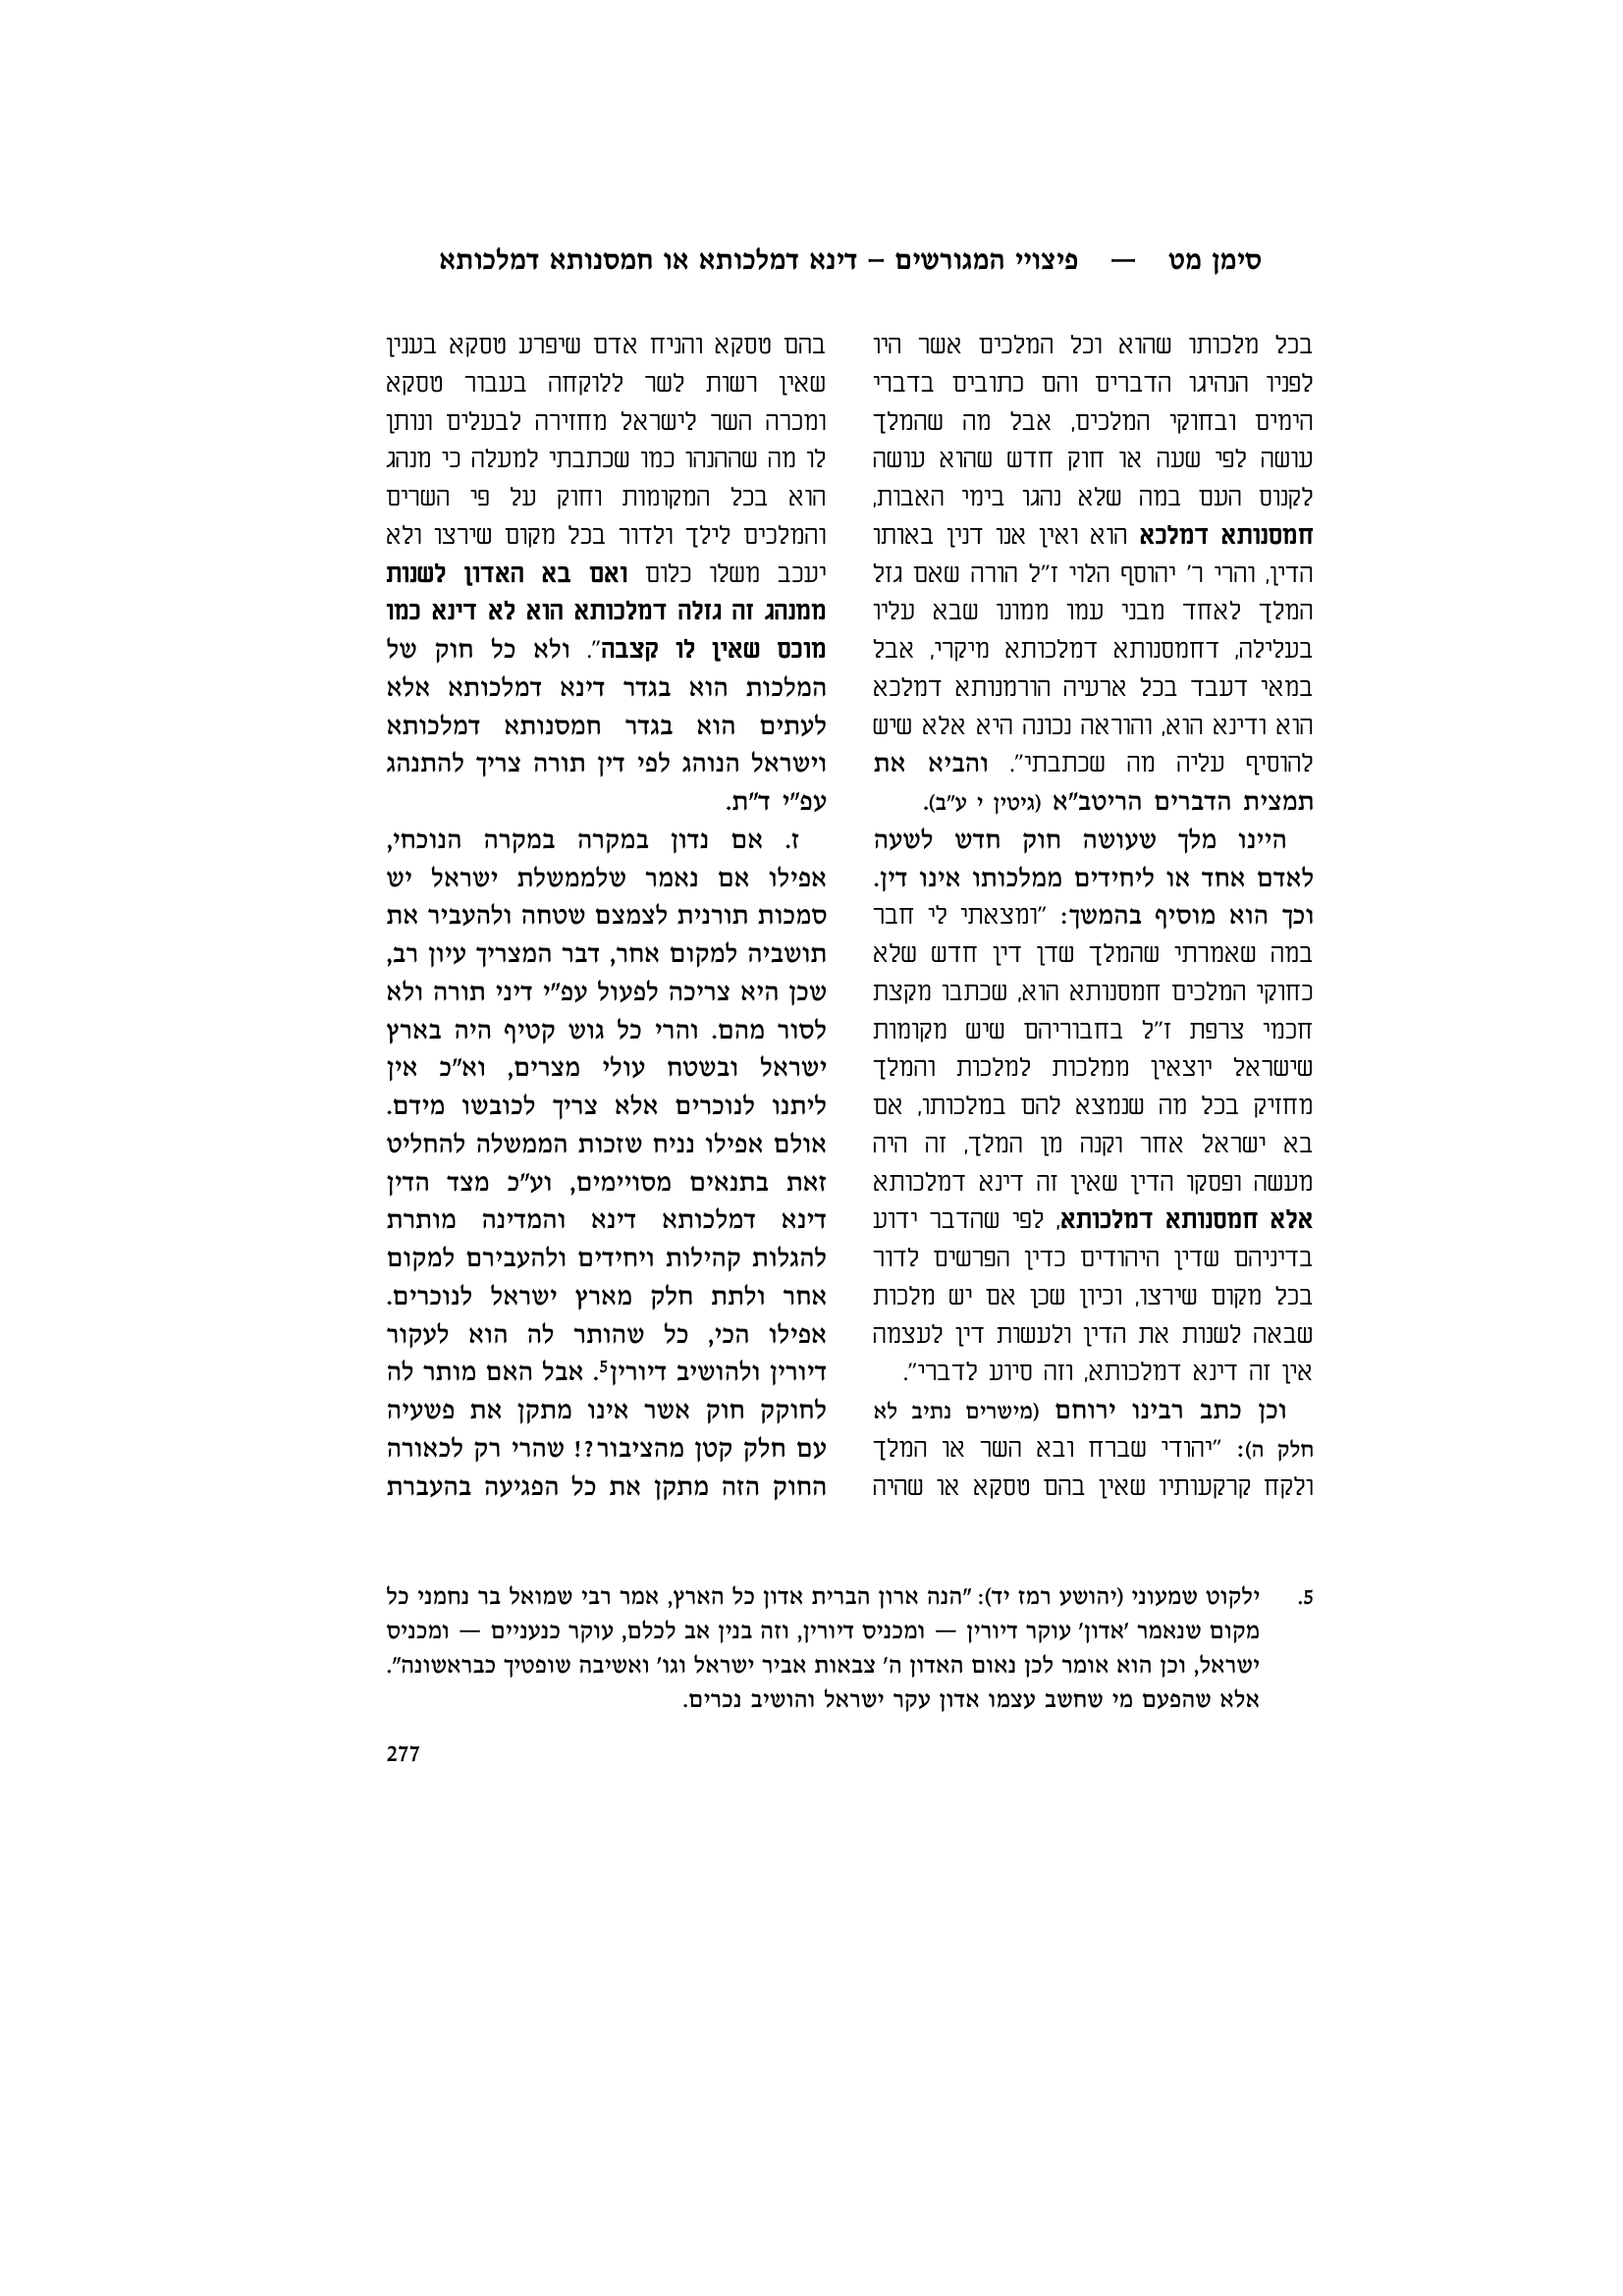 סימן מט — פיצויי המגורשים – דינא דמלכותא או חמסנותא דמלכותא
בכל מלכותו שהוא וכל המלכים אשר היו
לפניו הנהיגו הדברים והם כתובים בדברי
הימים ובחוקי המלכים, אבל מה שהמלך
עושה לפי שעה או חוק חדש שהוא עושה
לקנוס העם במה שלא נהגו בימי האבות,
חמסנותא דמלכא הוא ואין אנו דנין באותו
הדין, והרי ר׳ יהוסף הלוי ז״ל הורה שאם גזל
המלך לאחד מבני עמו ממונו שבא עליו
בעלילה, דחמסנותא דמלכותא מיקרי, אבל
במאי דעבד בכל ארעיה הורמנותא דמלכא
הוא ודינא הוא, והוראה נכונה היא אלא שיש
להוסיף עליה מה שכתבתי״. והביא את
תמצית הדברים הריטב״א (גיטין י ע״ב).
היינו מלך שעושה חוק חדש לשעה
לאדם אחד או ליחידים ממלכותו אינו דין.
וכך הוא מוסיף בהמשך: ״ומצאתי לי חבר
במה שאמרתי שהמלך שדן דין חדש שלא
כחוקי המלכים חמסנותא הוא, שכתבו מקצת
חכמי צרפת ז״ל בחבוריהם שיש מקומות
שישראל יוצאין ממלכות למלכות והמלך
מחזיק בכל מה שנמצא להם במלכותו, אם
בא ישראל אחר וקנה מן המלך, זה היה
מעשה ופסקו הדין שאין זה דינא דמלכותא
אלא חמסנותא דמלכותא, לפי שהדבר ידוע
בדיניהם שדין היהודים כדין הפרשים לדור
בכל מקום שירצו, וכיון שכן אם יש מלכות
שבאה לשנות את הדין ולעשות דין לעצמה
אין זה דינא דמלכותא, וזה סיוע לדברי״.
וכן כתב רבינו ירוחם (מישרים נתיב לא
חלק ה): ״יהודי שברח ובא השר או המלך
ולקח קרקעותיו שאין בהם טסקא או שהיה
בהם טסקא והניח אדם שיפרע טסקא בענין
שאין רשות לשר ללוקחה בעבור טסקא
ומכרה השר לישראל מחזירה לבעלים ונותן
לו מה שההנהו כמו שכתבתי למעלה כי מנהג
הוא בכל המקומות וחוק על פי השרים
והמלכים לילך ולדור בכל מקום שירצו ולא
יעכב משלו כלום ואם בא האדון לשנות
ממנהג זה גזלה דמלכותא הוא לא דינא כמו
מוכס שאין לו קצבה״. ולא כל חוק של
המלכות הוא בגדר דינא דמלכותא אלא
לעתים הוא בגדר חמסנותא דמלכותא
וישראל הנוהג לפי דין תורה צריך להתנהג
עפ״י ד״ת.
ז. אם נדון במקרה במקרה הנוכחי,
אפילו אם נאמר שלממשלת ישראל יש
סמכות תורנית לצמצם שטחה ולהעביר את
תושביה למקום אחר, דבר המצריך עיון רב,
שכן היא צריכה לפעול עפ״י דיני תורה ולא
לסור מהם. והרי כל גוש קטיף היה בארץ
ישראל ובשטח עולי מצרים, וא״כ אין
ליתנו לנוכרים אלא צריך לכובשו מידם.
אולם אפילו נניח שזכות הממשלה להחליט
זאת בתנאים מסויימים, וע״כ מצד הדין
דינא דמלכותא דינא והמדינה מותרת
להגלות קהילות ויחידים ולהעבירם למקום
אחר ולתת חלק מארץ ישראל לנוכרים.
אפילו הכי, כל שהותר לה הוא לעקור
דיורין ולהושיב דיורין5. אבל האם מותר לה
לחוקק חוק אשר אינו מתקן את פשעיה
עם חלק קטן מהציבור?! שהרי רק לכאורה
החוק הזה מתקן את כל הפגיעה בהעברת
5. ילקוט שמעוני (יהושע רמז יד): ״הנה ארון הברית אדון כל הארץ, אמר רבי שמואל בר נחמני כל
מקום שנאמר ׳אדון׳ עוקר דיורין — ומכניס דיורין, וזה בנין אב לכלם, עוקר כנעניים — ומכניס
ישראל, וכן הוא אומר לכן נאום האדון ה׳ צבאות אביר ישראל וגו׳ ואשיבה שופטיך כבראשונה״.
אלא שהפעם מי שחשב עצמו אדון עקר ישראל והושיב נכרים.
277